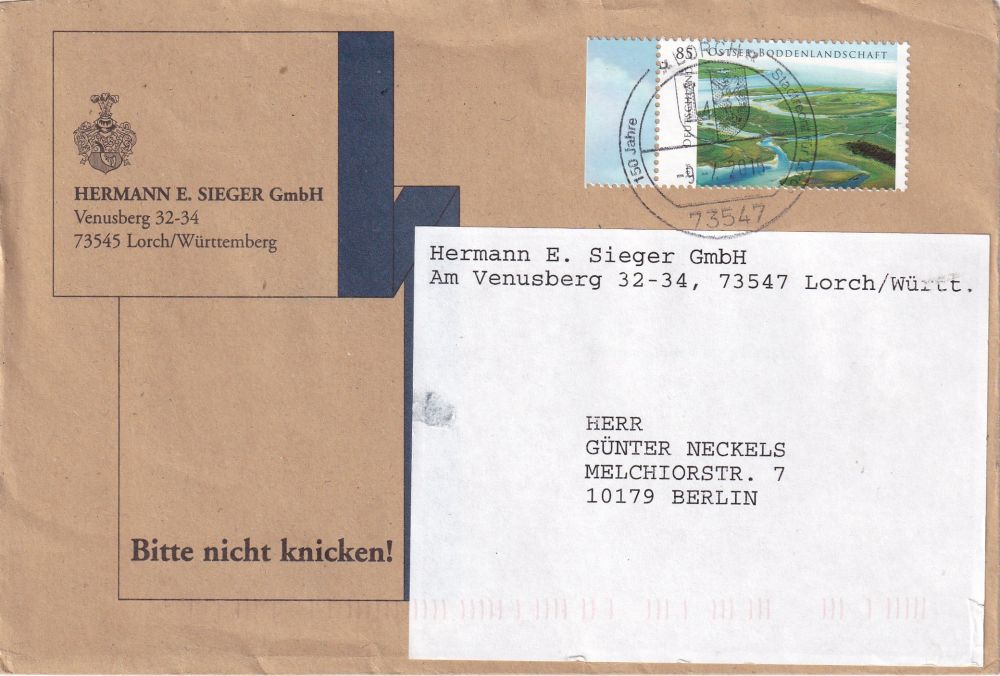 HERMANN E. SIEGER GmbH
Venusberg 32-34
73545 Lorch/Württemberg
85 OSTSEE BODDENLANDSCHAFT
DEUTSCHLAND
150 Jahre
73547
Hermann E. Sieger GmbH
Am Venusberg 32-34, 73547 Lorch/Württ.
HERR
GÜNTER NECKELS
MELCHIORSTR. 7
10179 BERLIN
Bitte nicht knicken!